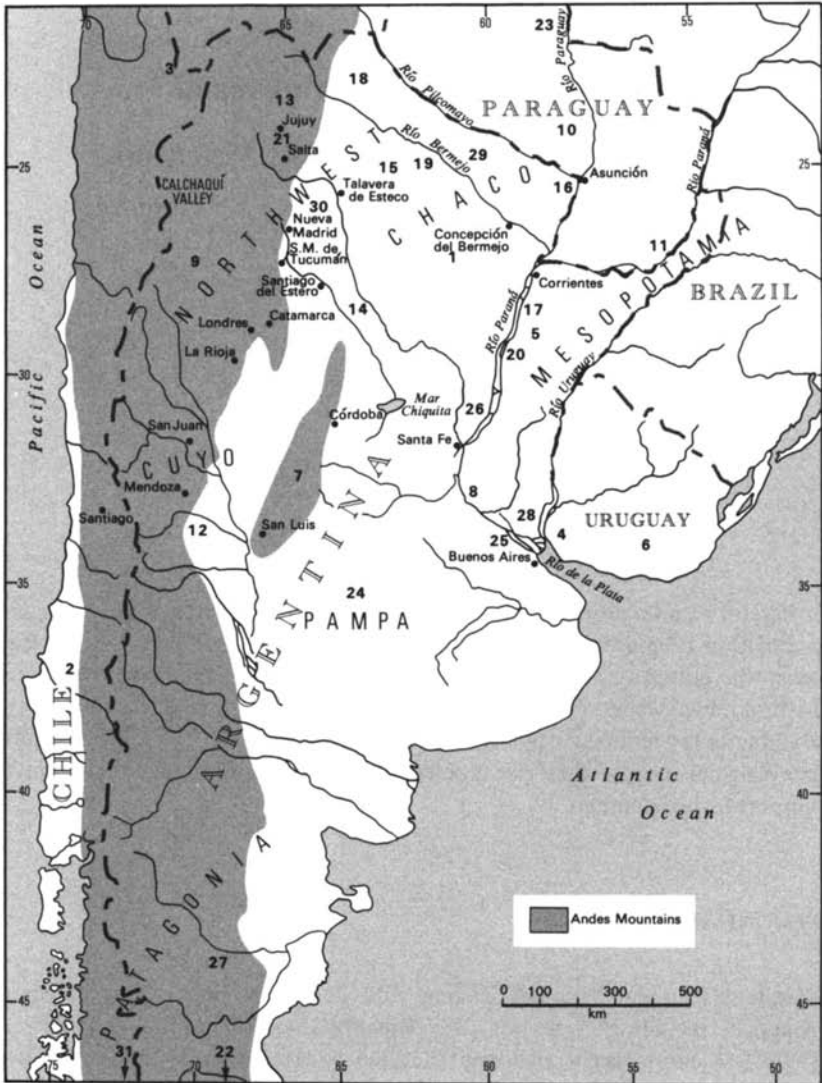 70
65
60
55
1
23
Río Paraguay
3
18
Río Pilcomayo
PARAGUAY
13
10
Jujuy
21
Salta
Río Bermejo
29
15
19
25
25
Río Paraná
CALCHAQUÍ
VALLEY
Talavera
de Esteco
16
Asunción
30
NORTHWEST
CHACO
Nueva
Madrid
Concepción
del Bermejo
1
S.M. de
Tucumán
9
11
Santiago
del Estero
Corrientes
MESOPOTAMIA
BRAZIL
14
17
Londres
Catamarca
Río Paraná
5
La Rioja
20
Río Uruguay
30
30
Pacific Ocean
Mar
Chiquita
26
San Juan
Córdoba
Santa Fe
CUYO
7
Mendoza
8
Santiago
28
URUGUAY
12
San Luis
4
6
25
Buenos Aires
Río de la Plata
35
35
24
PAMPA
ARGENTINA
2
CHILE
Atlantic
Ocean
40
40
PATAGONIA
Andes Mountains
27
45
45
0 100 200 300 500
km
31
22
75
70
65
60
55
50